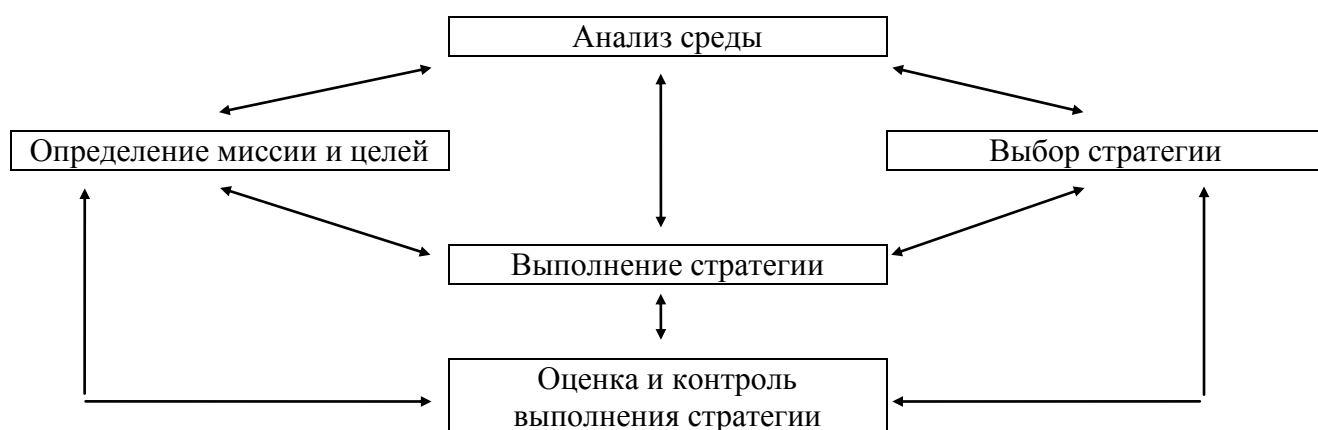 Анализ среды
Определение миссии и целей
Выбор стратегии
Выполнение стратегии
Оценка и контроль
выполнения стратегии